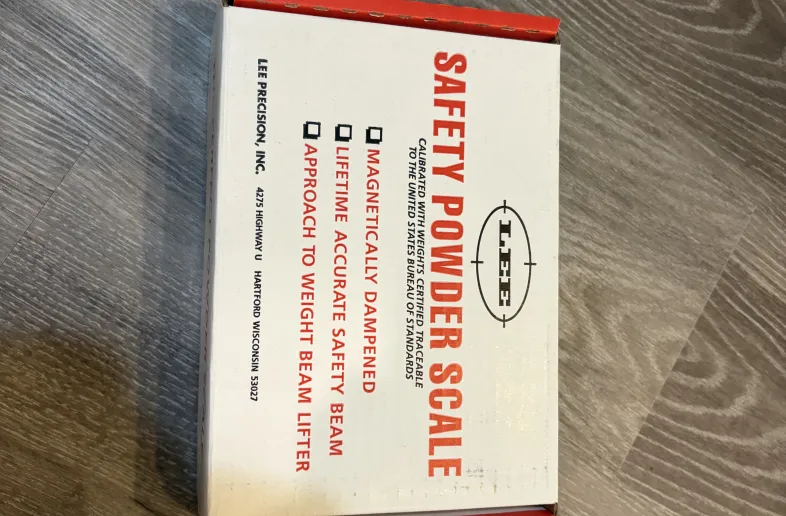 LEE
SAFETY POWDER SCALE
CALIBRATED WITH WEIGHTS CERTIFIED TRACEABLE
TO THE UNITED STATES BUREAU OF STANDARDS
MAGNETICALLY DAMPENED
LIFETIME ACCURATE SAFETY BEAM
APPROACH TO WEIGHT BEAM LIFTER
LEE PRECISION, INC. 4275 HIGHWAY U HARTFORD WISCONSIN 53027